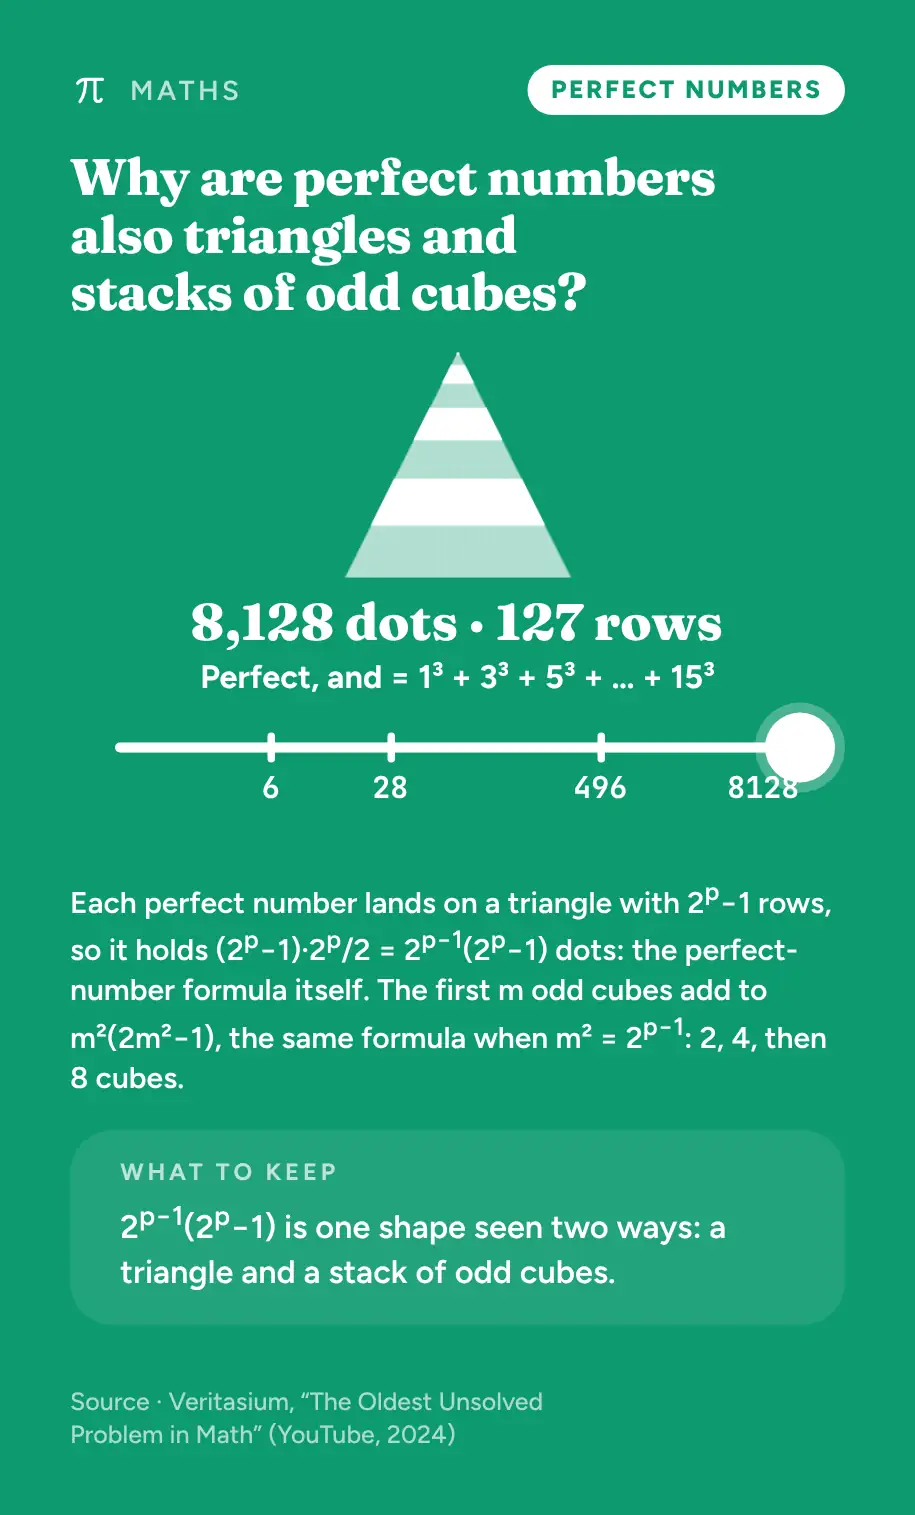 π MATHS
PERFECT NUMBERS
Why are perfect numbers
also triangles and
stacks of odd cubes?
8,128 dots · 127 rows
Perfect, and = 1³ + 3³ + 5³ + … + 15³
6 28 496 8128
Each perfect number lands on a triangle with 2ᵖ−1 rows,
so it holds (2ᵖ−1)·2ᵖ/2 = 2ᵖ⁻¹(2ᵖ−1) dots: the perfect-
number formula itself. The first m odd cubes add to
m²(2m²−1), the same formula when m² = 2ᵖ⁻¹: 2, 4, then
8 cubes.
WHAT TO KEEP
2ᵖ⁻¹(2ᵖ−1) is one shape seen two ways: a
triangle and a stack of odd cubes.
Source · Veritasium, “The Oldest Unsolved
Problem in Math” (YouTube, 2024)